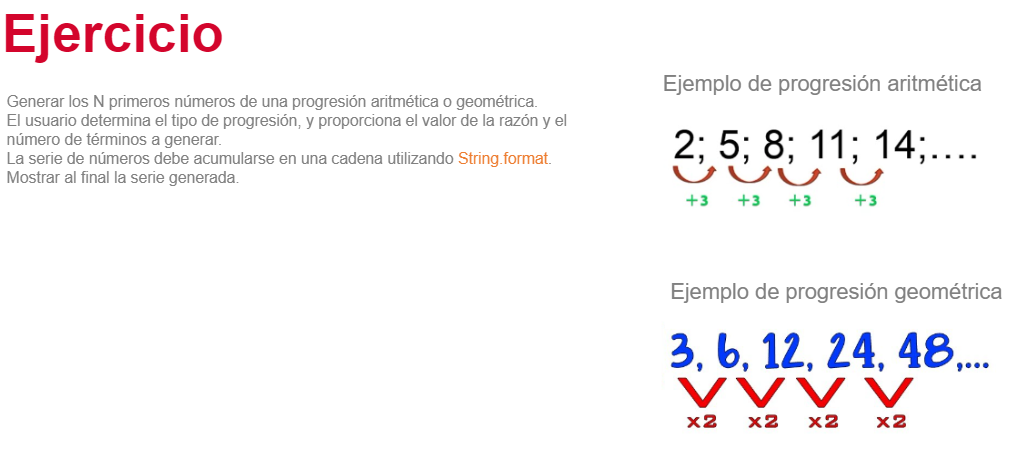 Ejercicio
Generar los N primeros números de una progresión aritmética o geométrica.
El usuario determina el tipo de progresión, y proporciona el valor de la razón y el
número de términos a generar.
La serie de números debe acumularse en una cadena utilizando String.format.
Mostrar al final la serie generada.
Ejemplo de progresión aritmética
2; 5; 8; 11; 14;....
+3 +3 +3 +3
Ejemplo de progresión geométrica
3, 6, 12, 24, 48,...
x2 x2 x2 x2